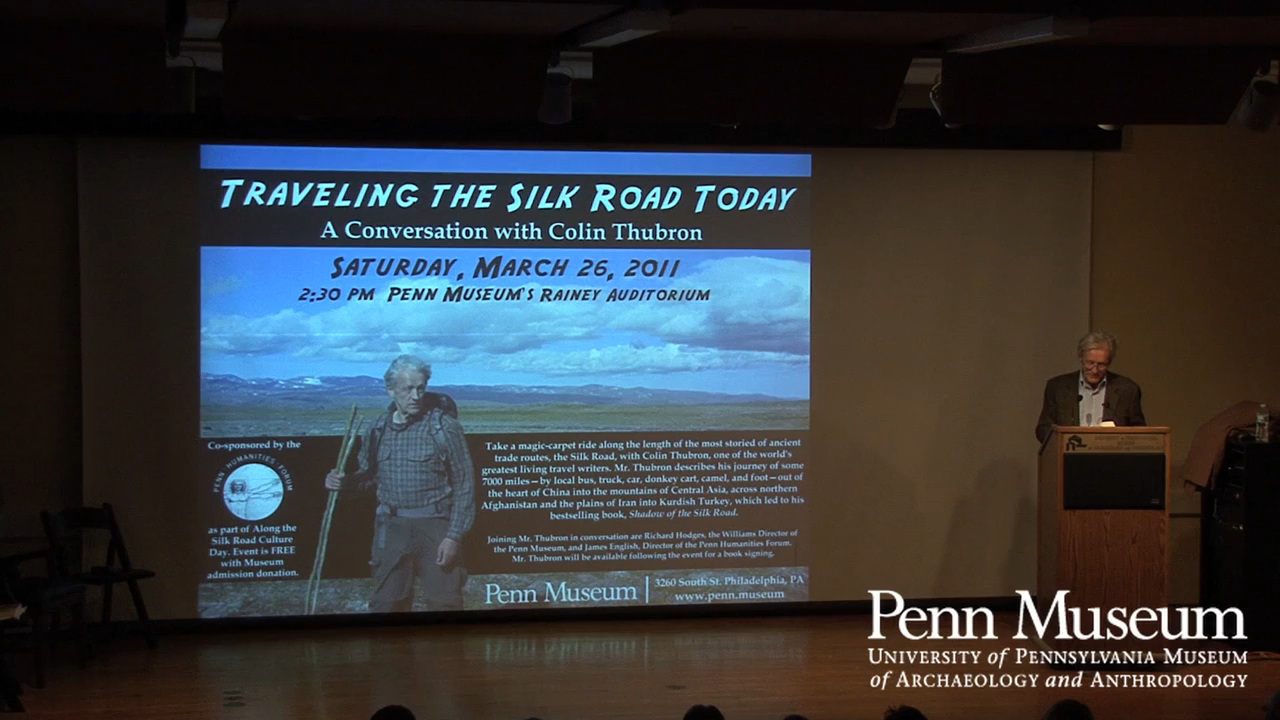 TRAVELING THE SILK ROAD TODAY
A Conversation with Colin Thubron
SATURDAY, MARCH 26, 2011
2:30 PM PENN MUSEUM'S RAINEY AUDITORIUM
Co-sponsored by the
PENN HUMANITIES FORUM
as part of Along the
Silk Road Culture
Day. Event is FREE
with Museum
admission donation.
Take a magic-carpet ride along the length of the most storied of ancient
trade routes, the Silk Road, with Colin Thubron, one of the world's
greatest living travel writers. Mr. Thubron describes his journey of some
7000 miles—by local bus, truck, car, donkey cart, camel, and foot—out of
the heart of China into the mountains of Central Asia, across northern
Afghanistan and the plains of Iran into Kurdish Turkey, which led to his
bestselling book, Shadow of the Silk Road.
Joining Mr. Thubron in conversation are Richard Hodges, the Williams Director of
the Penn Museum, and James English, Director of the Penn Humanities Forum.
Mr. Thubron will be available following the event for a book signing.
Penn Museum
3260 South St. Philadelphia, PA
www.penn.museum
Penn Museum
UNIVERSITY of PENNSYLVANIA MUSEUM
of ARCHAEOLOGY and ANTHROPOLOGY